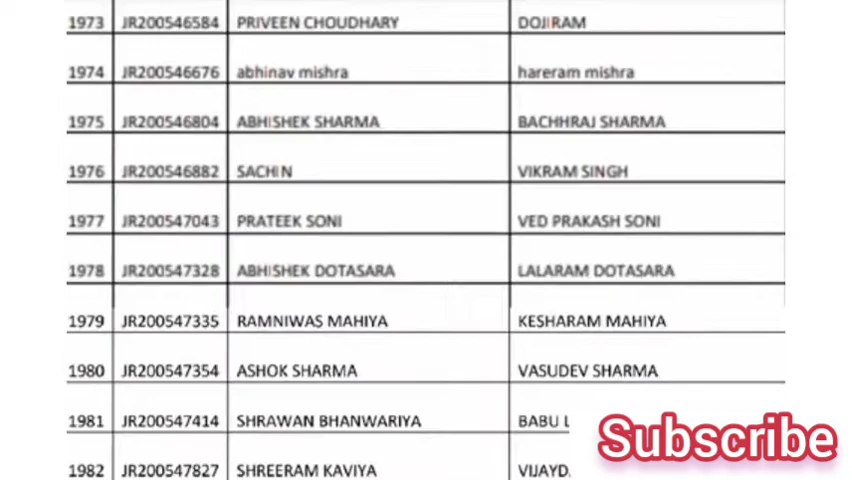 1973 JR200546584 PRIVEEN CHOUDHARY DOJIRAM
1974 JR200546676 abhinav mishra hareram mishra
1975 JR200546804 ABHISHEK SHARMA BACHHRAJ SHARMA
1976 JR200546882 SACHIN VIKRAM SINGH
1977 JR200547043 PRATEEK SONI VED PRAKASH SONI
1978 JR200547328 ABHISHEK DOTASARA LALARAM DOTASARA
1979 JR200547335 RAMNIWAS MAHIYA KESHARAM MAHIYA
1980 JR200547354 ASHOK SHARMA VASUDEV SHARMA
1981 JR200547414 SHRAWAN BHANWARIYA BABU
Subscribe
1982 JR200547827 SHREERAM KAVIYA